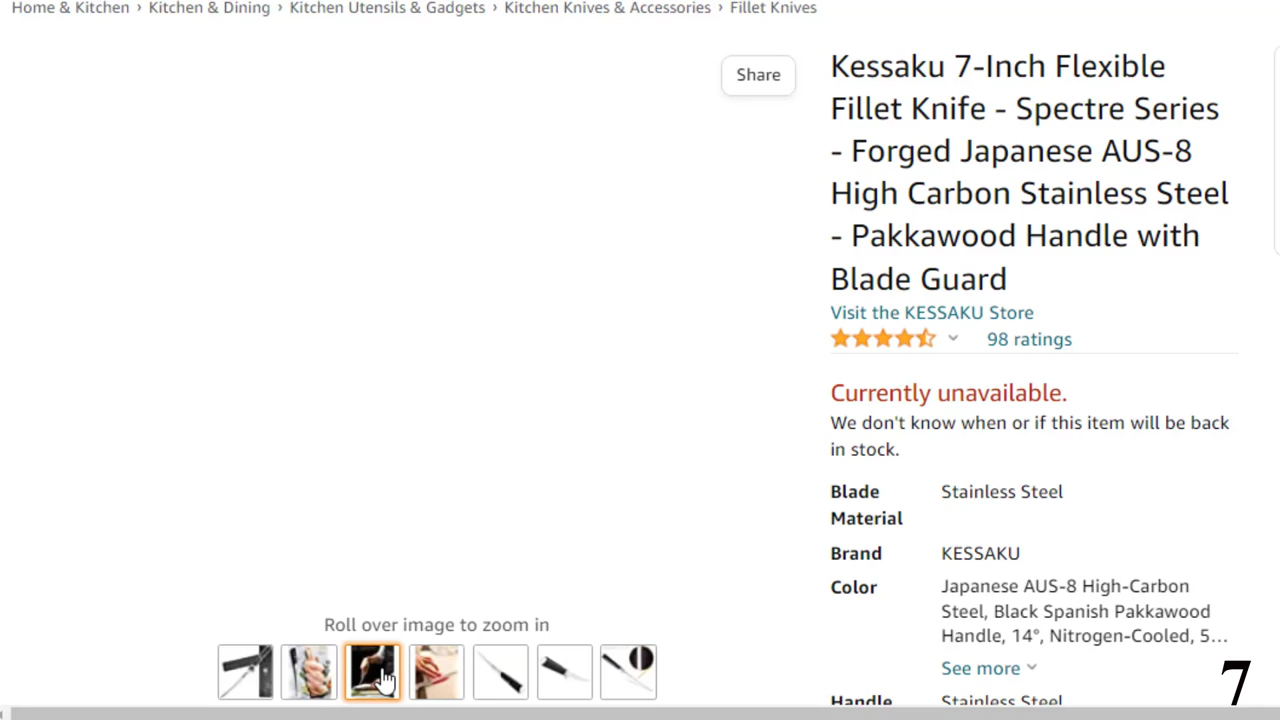 Home & Kitchen › Kitchen & Dining › Kitchen Utensils & Gadgets › Kitchen Knives & Accessories › Fillet Knives
Share
Kessaku 7-Inch Flexible
Fillet Knife - Spectre Series
- Forged Japanese AUS-8
High Carbon Stainless Steel
- Pakkawood Handle with
Blade Guard
Visit the KESSAKU Store
98 ratings
Currently unavailable.
We don't know when or if this item will be back
in stock.
Blade Material Stainless Steel
Brand KESSAKU
Color Japanese AUS-8 High-Carbon
Steel, Black Spanish Pakkawood
Handle, 14°, Nitrogen-Cooled, 5…
See more
Handle Stainless Steel
Roll over image to zoom in
7